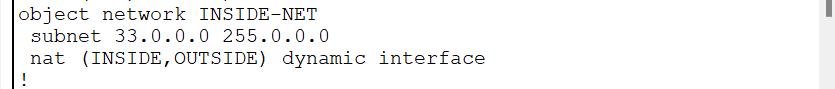 object network INSIDE-NET
 subnet 33.0.0.0 255.0.0.0
 nat (INSIDE,OUTSIDE) dynamic interface
!